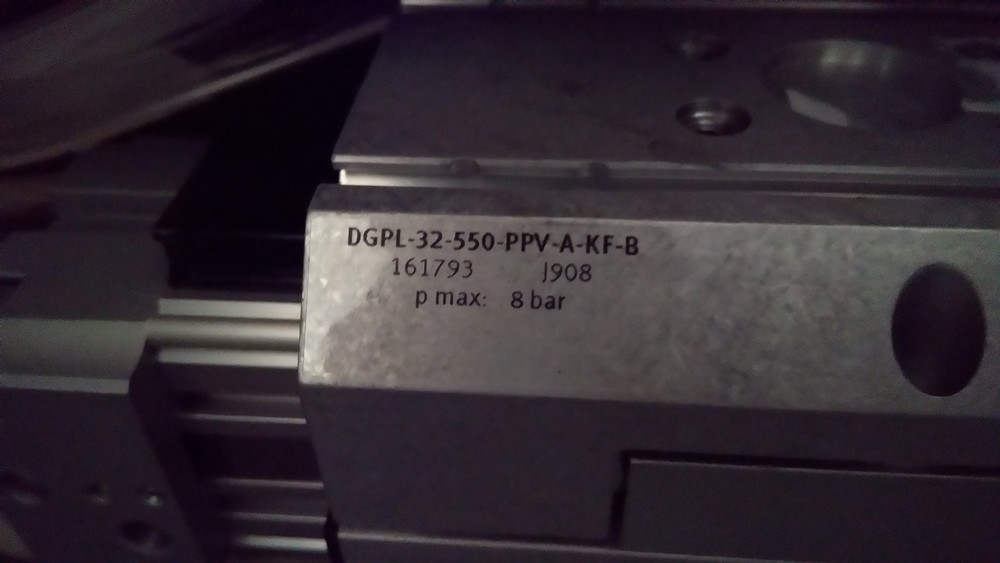 DGPL-32-550-PPV-A-KF-B
161793 J908
p max: 8 bar